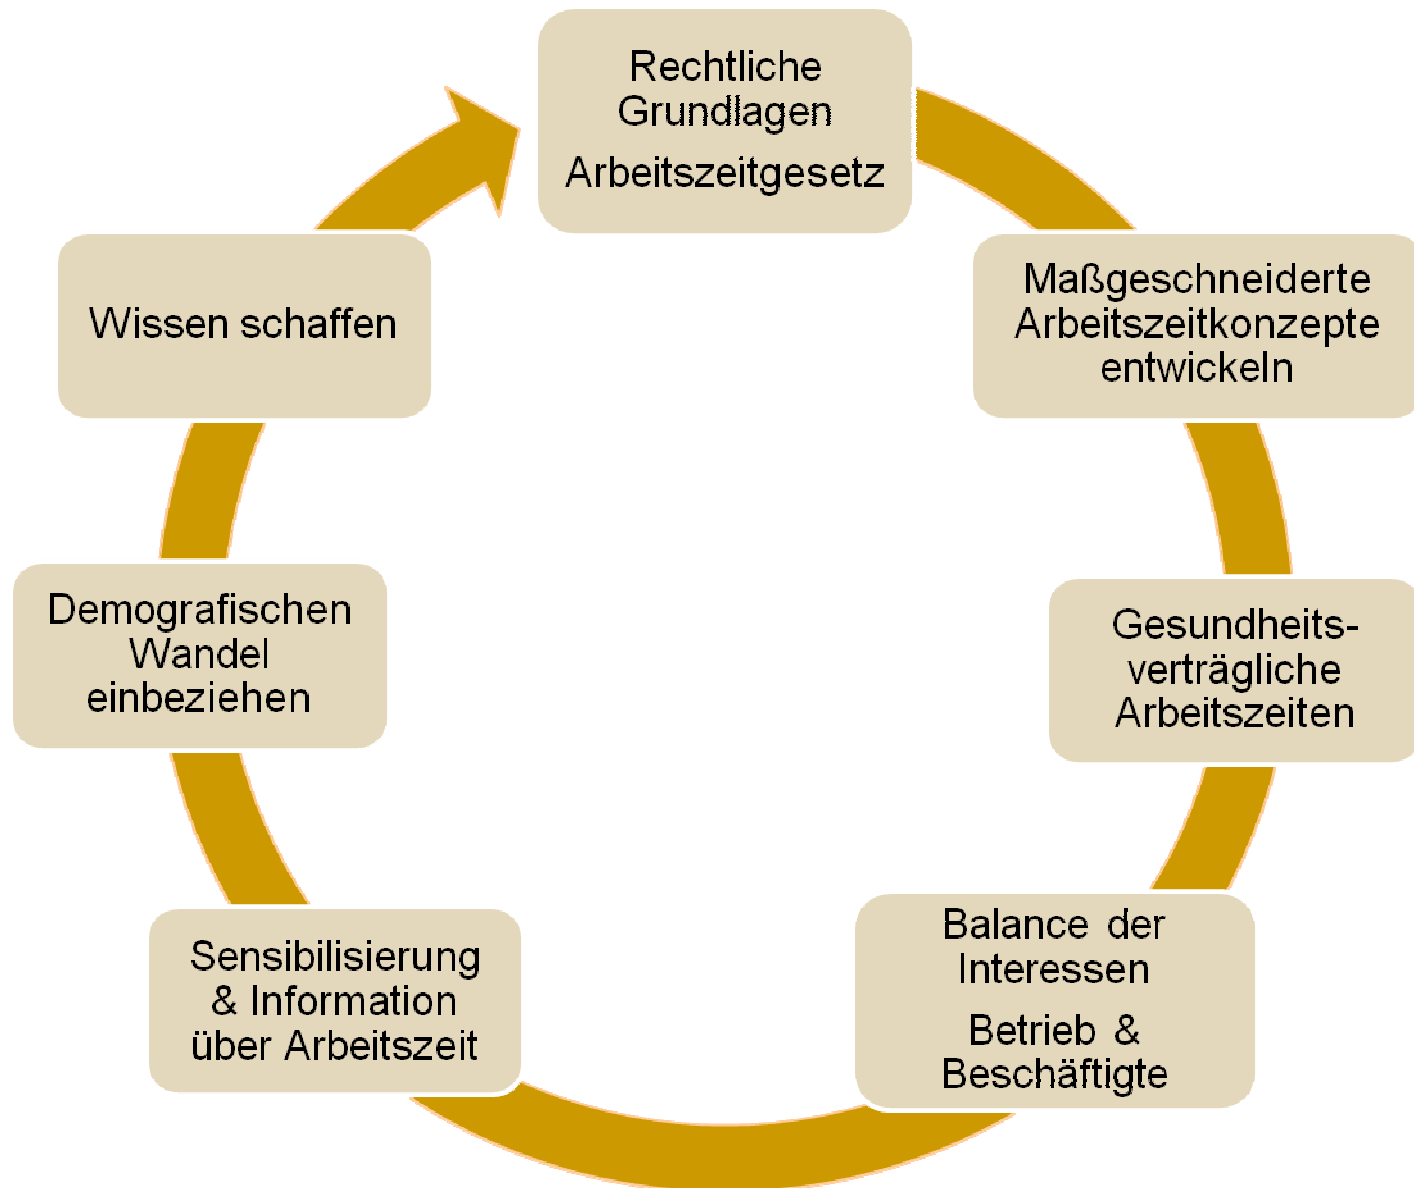 Rechtliche
Grundlagen
Arbeitszeitgesetz
Maßgeschneiderte
Arbeitszeitkonzepte
entwickeln
Gesundheits-
verträgliche
Arbeitszeiten
Balance der
Interessen
Betrieb &
Beschäftigte
Sensibilisierung
& Information
über Arbeitszeit
Demografischen
Wandel
einbeziehen
Wissen schaffen